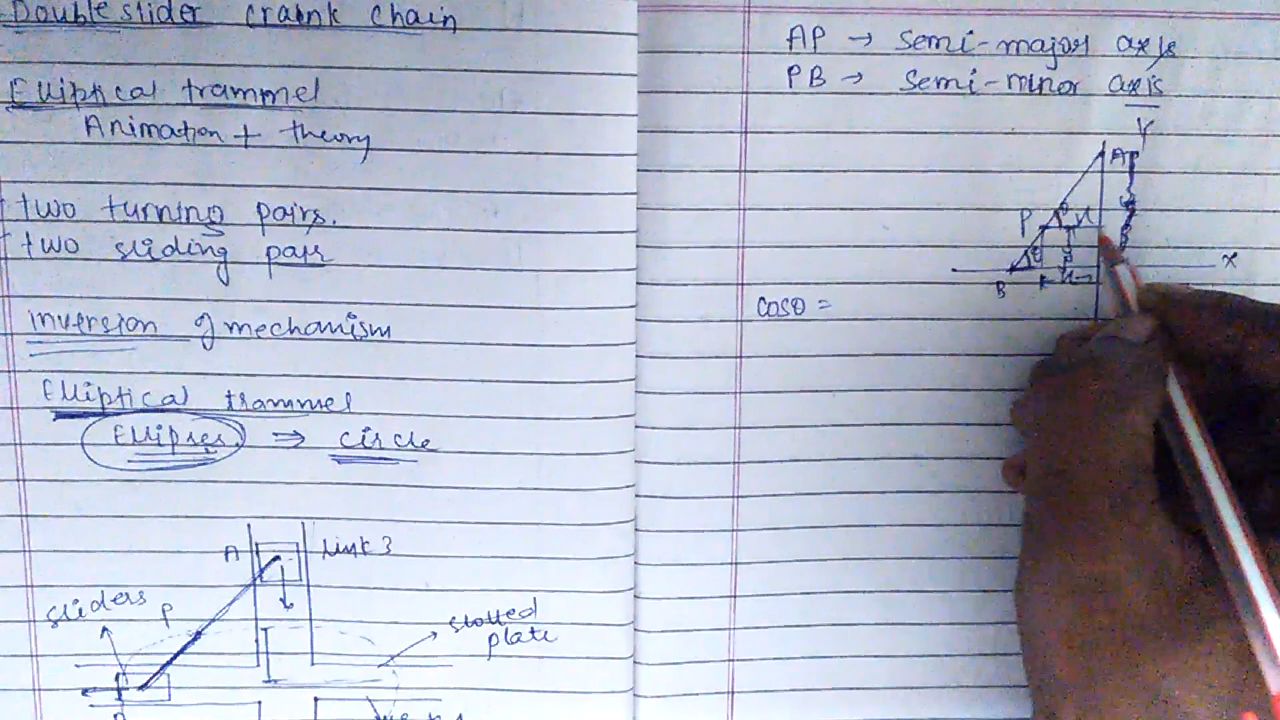 Double slider crank chain
Elliptical trammel
Animation + theory
two turning pairs.
two sliding pair
inversion of mechanism
Elliptical trammel
Ellipses ⇒ circle
A Link 3
sliders P
slotted
plate
AP → Semi-major axis
PB → Semi-minor axis
Y
A
P θ x
θ y x
B x
cosθ =